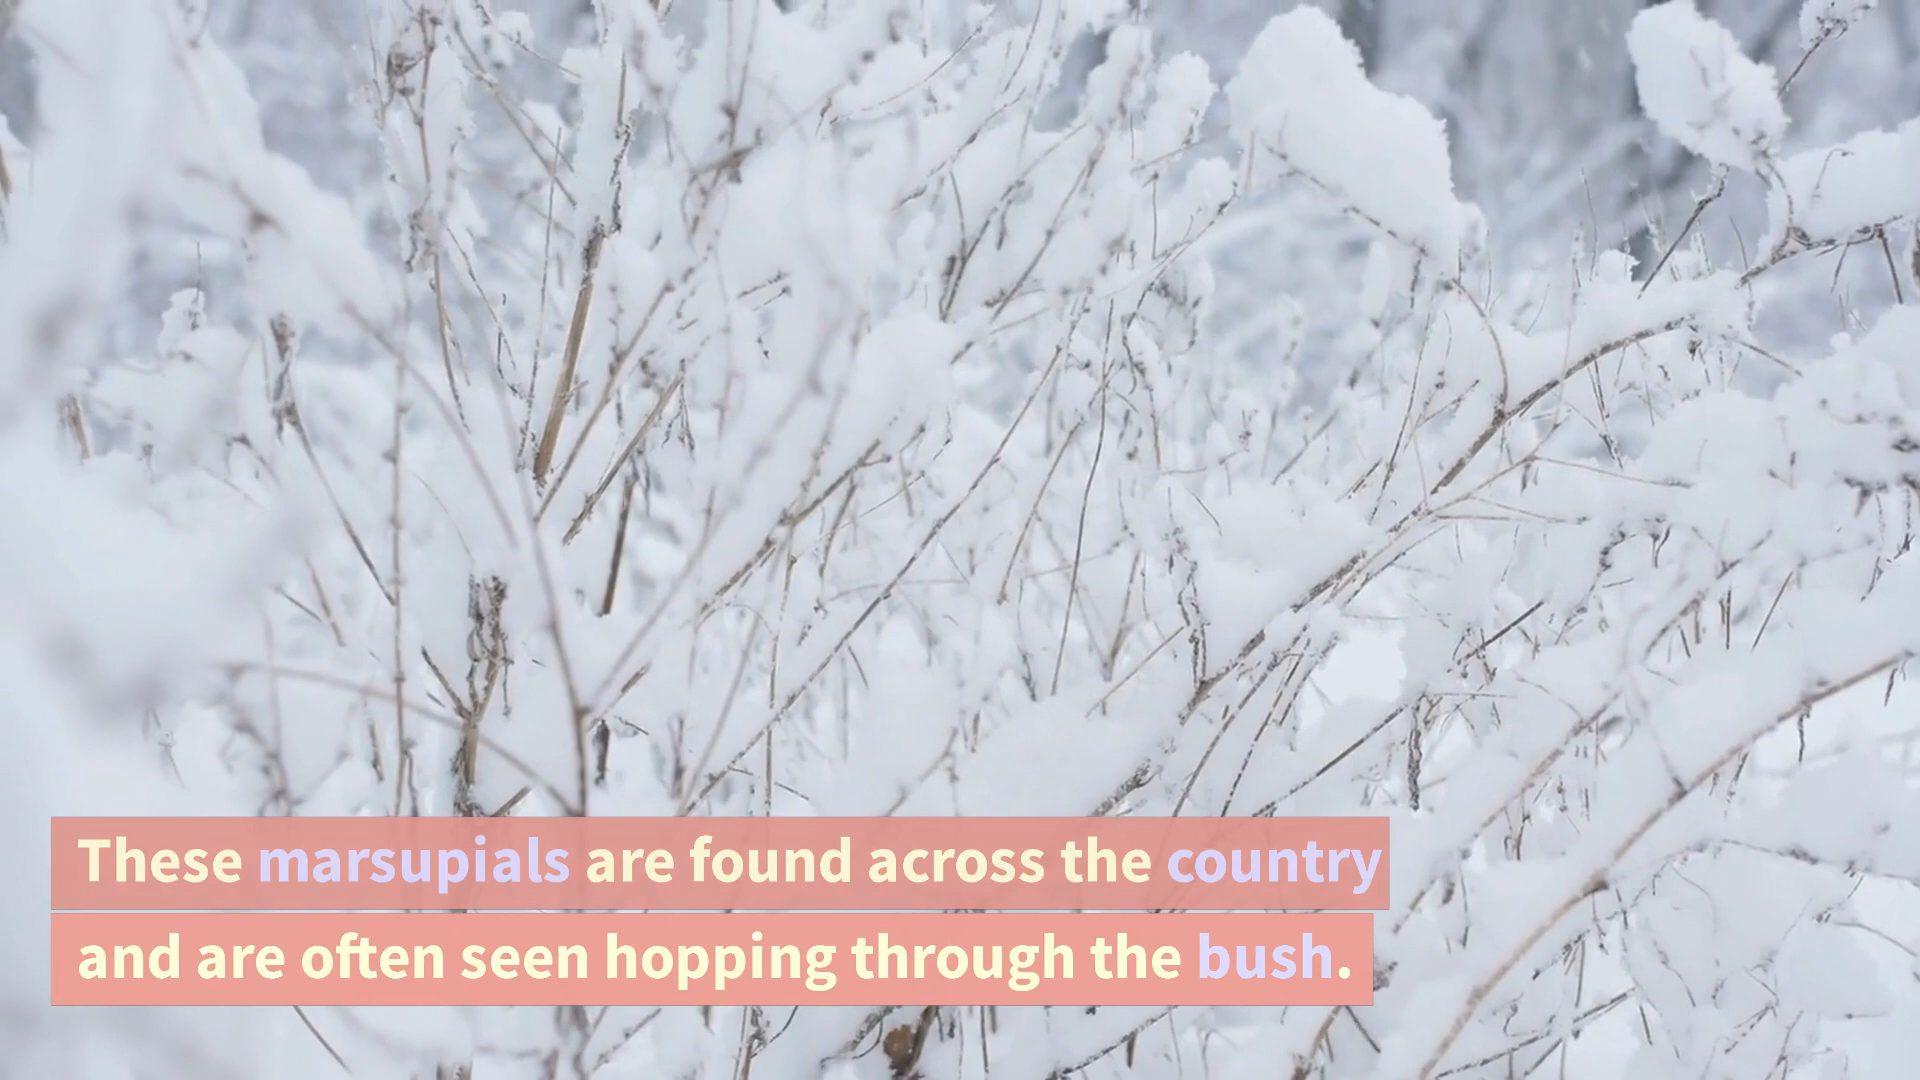 These marsupials are found across the country
and are often seen hopping through the bush.